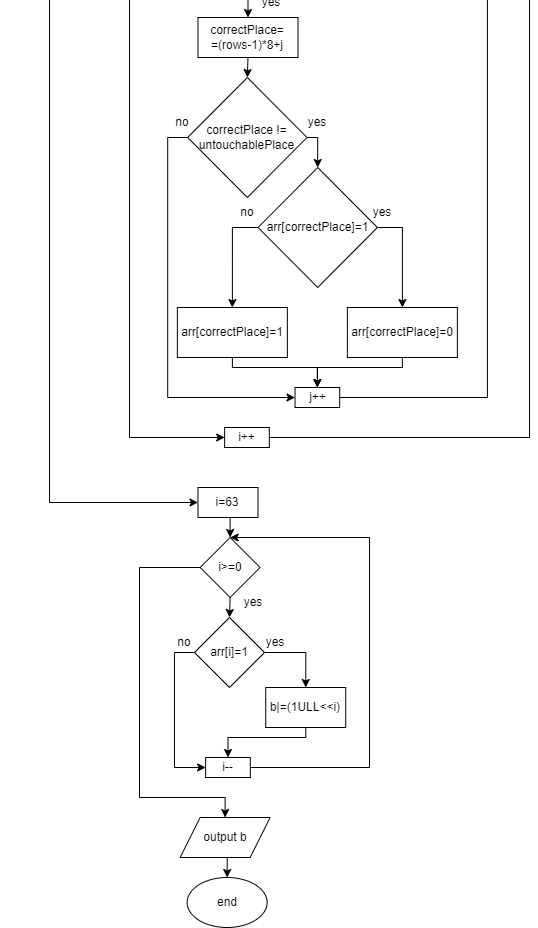 yes
correctPlace=
=(rows-1)*8+j
no
yes
correctPlace !=
untouchablePlace
no
yes
arr[correctPlace]=1
arr[correctPlace]=1
arr[correctPlace]=0
j++
i++
i=63
i>=0
yes
no
yes
arr[i]=1
b|=(1ULL<<i)
i--
output b
end